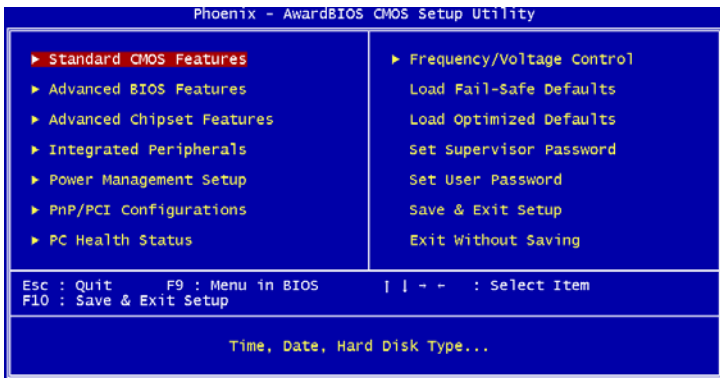 Phoenix - AwardBIOS CMOS Setup Utility
► Standard CMOS Features
► Advanced BIOS Features
► Advanced Chipset Features
► Integrated Peripherals
► Power Management Setup
► PnP/PCI Configurations
► PC Health Status
► Frequency/Voltage Control
Load Fail-Safe Defaults
Load Optimized Defaults
Set Supervisor Password
Set User Password
Save & Exit Setup
Exit Without Saving
Esc : Quit F9 : Menu in BIOS ↑ ↓ → ← : Select Item
F10 : Save & Exit Setup
Time, Date, Hard Disk Type...